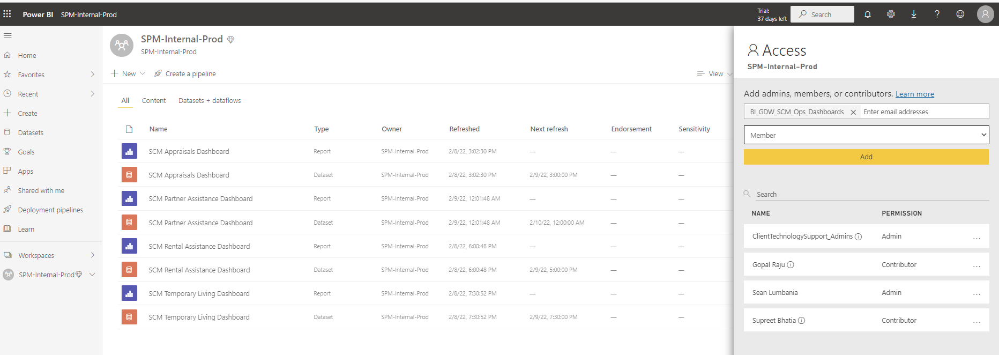 Power BI SPM-Internal-Prod
Trial:
37 days left
Search
Home
Favorites
Recent
Create
Datasets
Goals
Apps
Shared with me
Deployment pipelines
Learn
Workspaces
SPM-Internal-Prod
SPM-Internal-Prod
SPM-Internal-Prod
New
Create a pipeline
View
All Content Datasets + dataflows
Name Type Owner Refreshed Next refresh Endorsement Sensitivity
SCM Appraisals Dashboard Report SPM-Internal-Prod 2/8/22, 3:02:30 PM — — —
SCM Appraisals Dashboard Dataset SPM-Internal-Prod 2/8/22, 3:02:30 PM 2/9/22, 3:00:00 PM — —
SCM Partner Assistance Dashboard Report SPM-Internal-Prod 2/9/22, 12:01:48 AM — — —
SCM Partner Assistance Dashboard Dataset SPM-Internal-Prod 2/9/22, 12:01:48 AM 2/10/22, 12:00:00 AM — —
SCM Rental Assistance Dashboard Report SPM-Internal-Prod 2/8/22, 6:00:48 PM — — —
SCM Rental Assistance Dashboard Dataset SPM-Internal-Prod 2/8/22, 6:00:48 PM 2/9/22, 5:00:00 PM — —
SCM Temporary Living Dashboard Report SPM-Internal-Prod 2/8/22, 7:30:52 PM — — —
SCM Temporary Living Dashboard Dataset SPM-Internal-Prod 2/8/22, 7:30:52 PM 2/9/22, 7:30:00 PM — —
Access
SPM-Internal-Prod
Add admins, members, or contributors. Learn more
BI_GDW_SCM_Ops_Dashboards Enter email addresses
Member
Add
Search
NAME PERMISSION
ClientTechnologySupport_Admins Admin ...
Gopal Raju Contributor ...
Sean Lumbania Admin ...
Supreet Bhatia Contributor ...